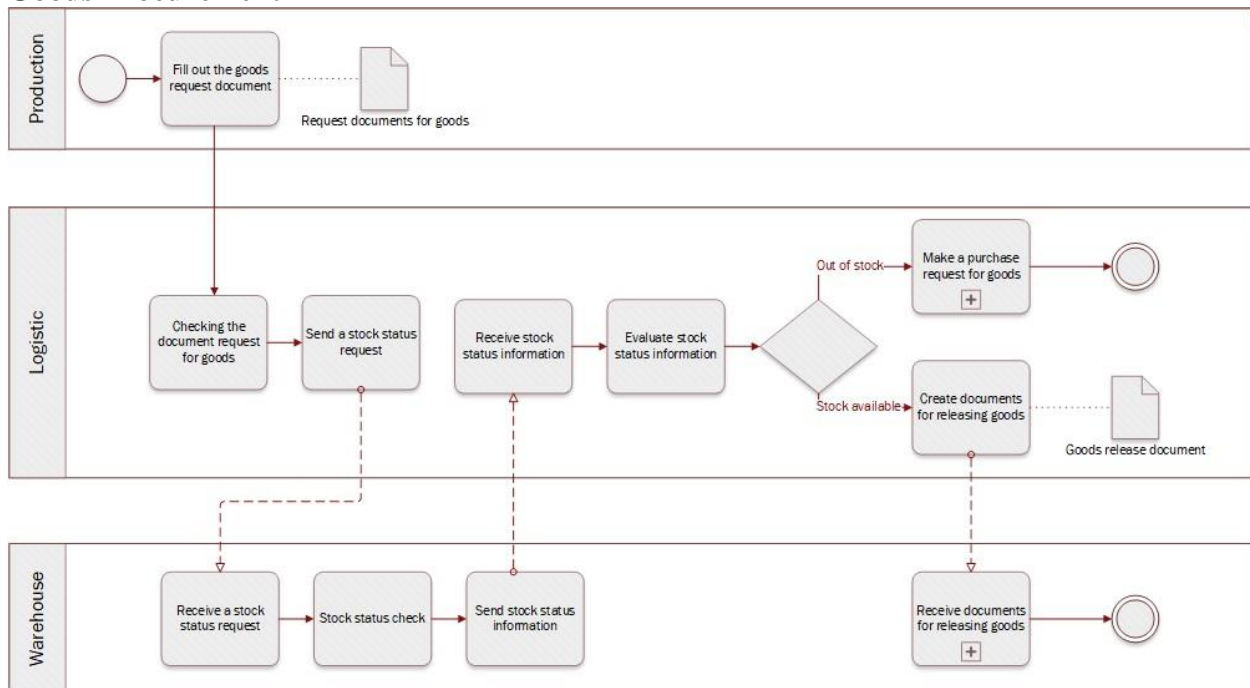 Production
Fill out the goods
request document
Request documents for goods
Logistic
Checking the
document request
for goods
Send a stock status
request
Receive stock
status information
Evaluate stock
status information
Out of stock
Stock available
Make a purchase
request for goods
Create documents
for releasing goods
Goods release document
Warehouse
Receive a stock
status request
Stock status check
Send stock status
information
Receive documents
for releasing goods